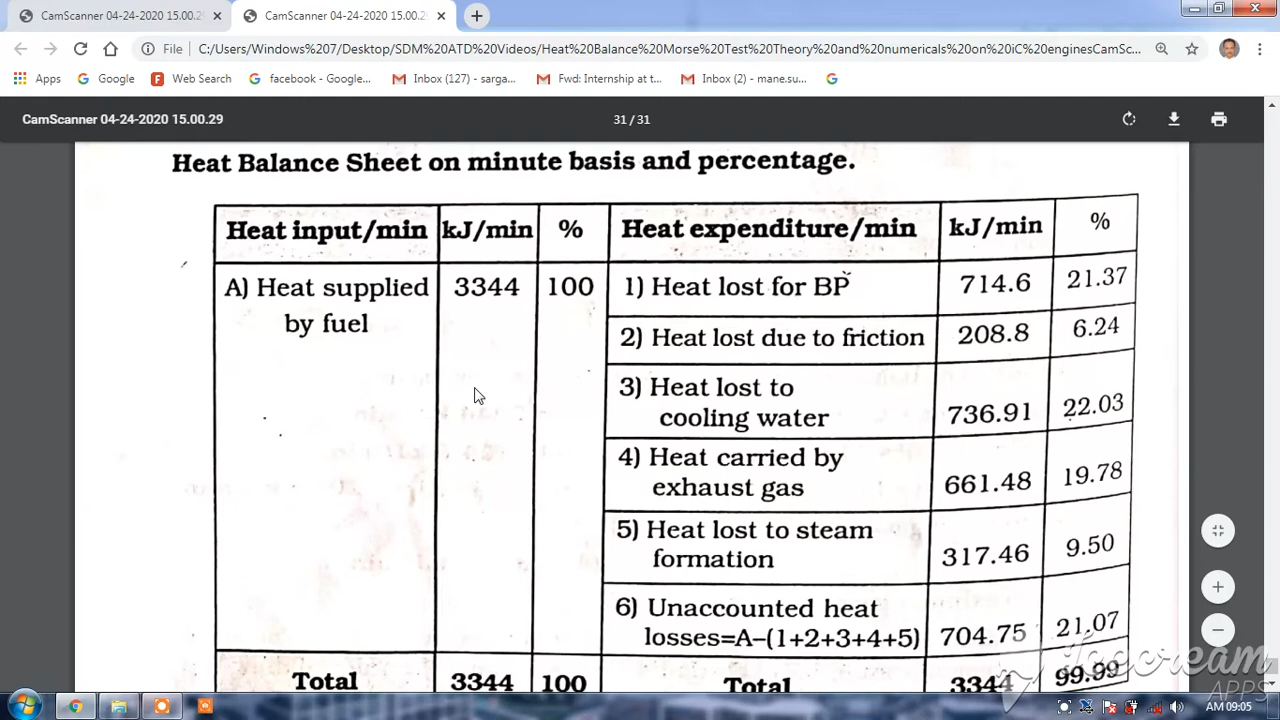 CamScanner 04-24-2020 15.00.2
CamScanner 04-24-2020 15.00.29
File
C:/Users/Windows%207/Desktop/SDM%20ATD%20Videos/Heat%20Balance%20Morse%20Test%20Theory%20and%20numericals%20on%20iC%20enginesCamSc...
Apps
Google
Web Search
facebook - Google...
Inbox (127) - sarga...
Fwd: Internship at t...
Inbox (2) - mane.su...
CamScanner 04-24-2020 15.00.29
31 / 31
Heat Balance Sheet on minute basis and percentage.
Heat input/min kJ/min % Heat expenditure/min kJ/min %
A) Heat supplied by fuel 3344 100
1) Heat lost for BP 714.6 21.37
2) Heat lost due to friction 208.8 6.24
3) Heat lost to
cooling water 736.91 22.03
4) Heat carried by
exhaust gas 661.48 19.78
5) Heat lost to steam
formation 317.46 9.50
6) Unaccounted heat
losses=A–(1+2+3+4+5) 704.75 21.07
Total 3344 100 Total 3344 99.99
Icecream
APPS
AM 09:05